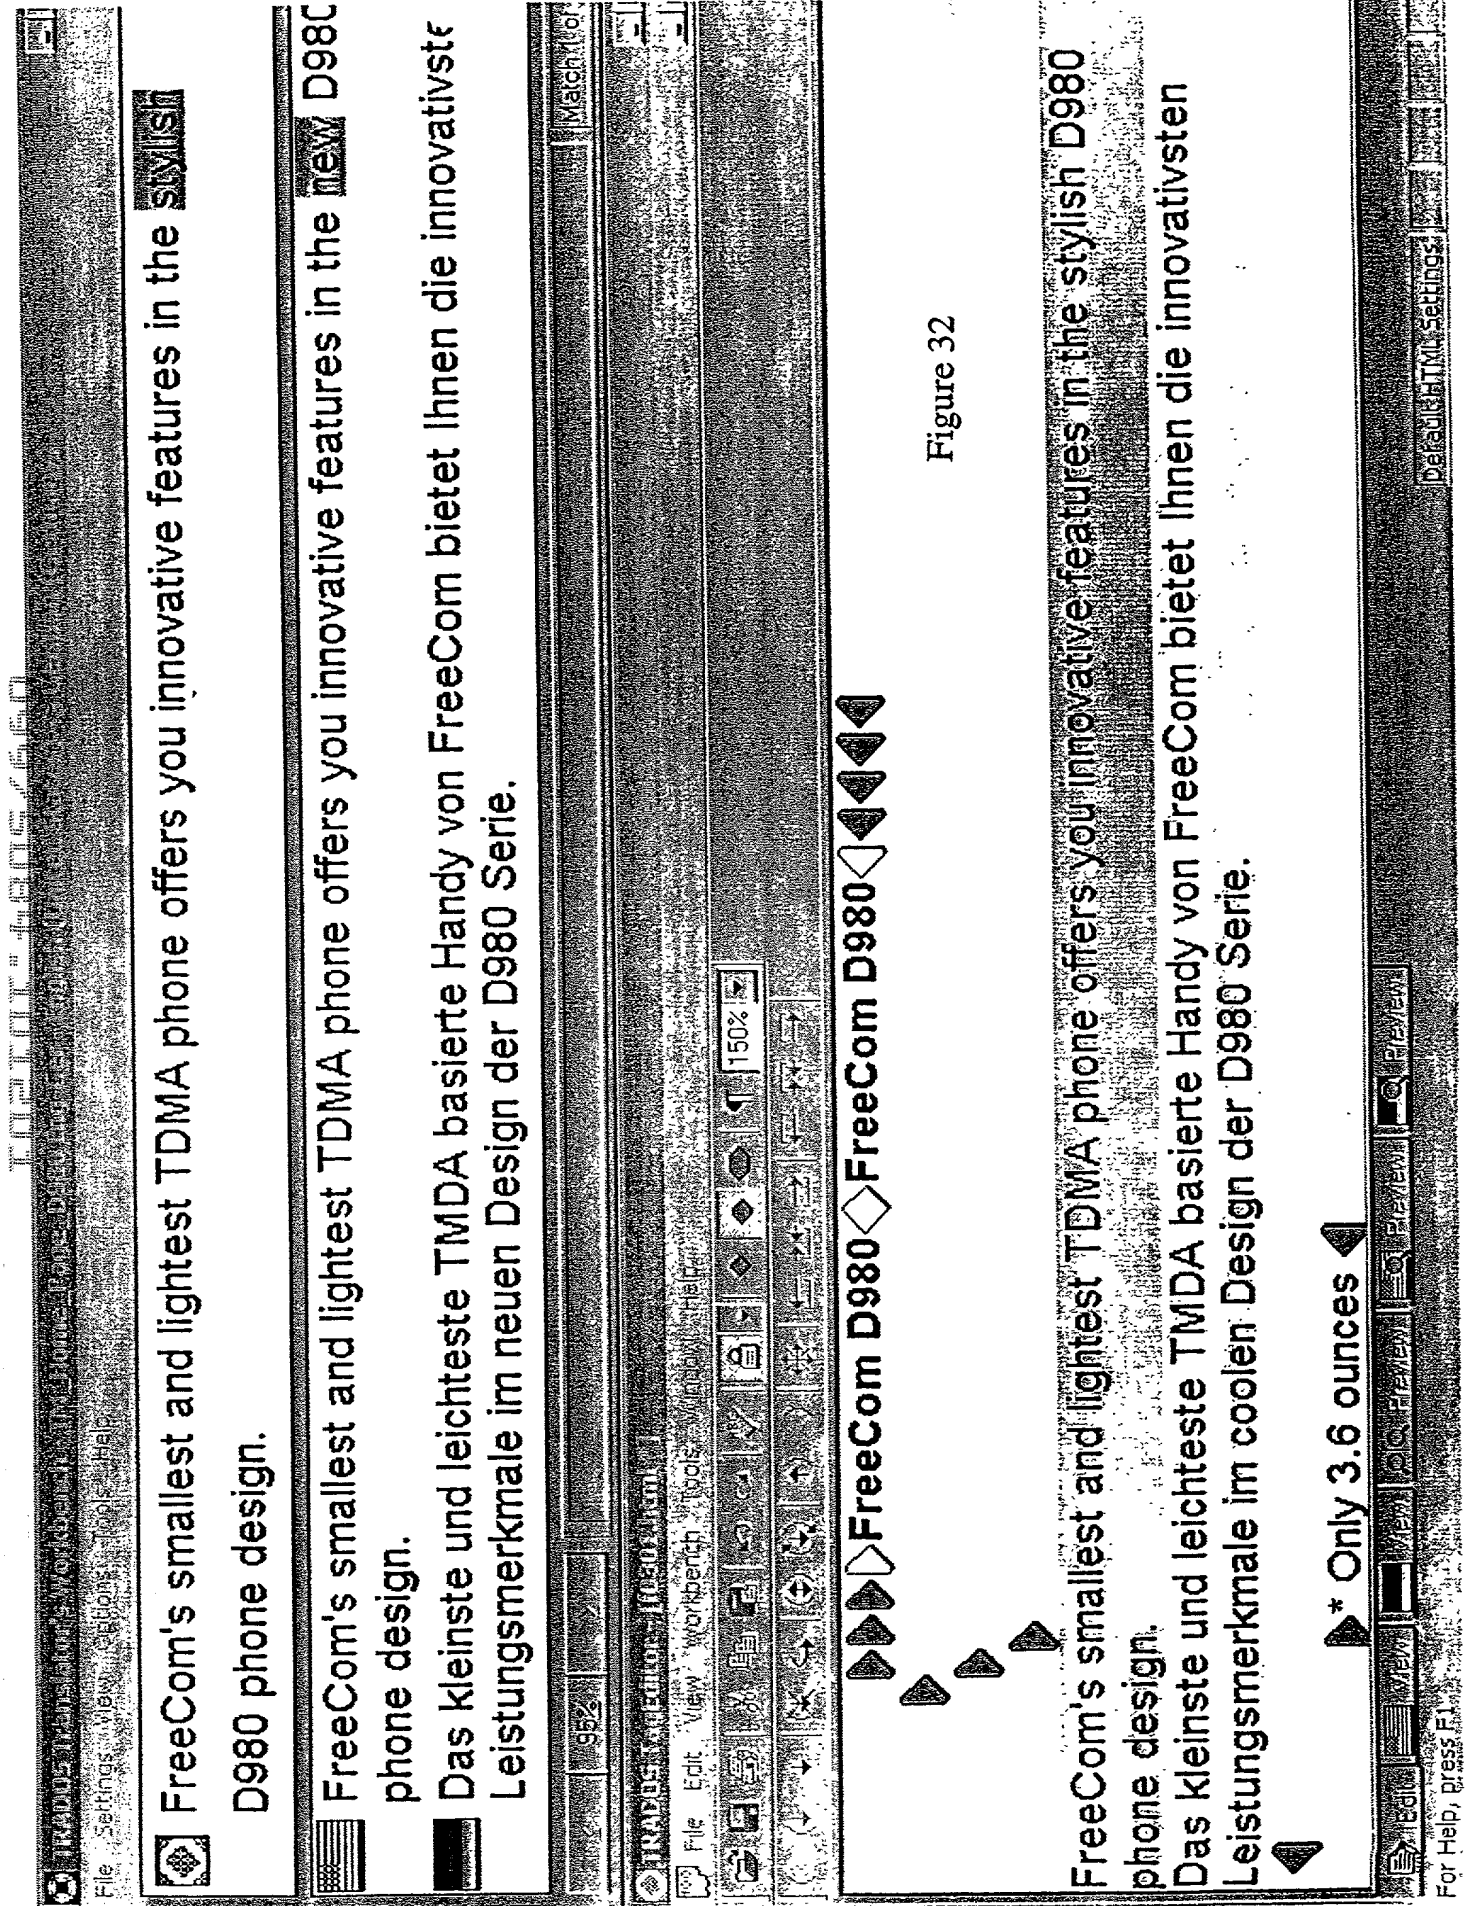 File Settings View Options Tools Help
FreeCom's smallest and lightest TDMA phone offers you innovative features in the stylish
D980 phone design.
FreeCom's smallest and lightest TDMA phone offers you innovative features in the new D980
phone design.
Das kleinste und leichteste TMDA basierte Handy von FreeCom bietet Ihnen die innovativste
Leistungsmerkmale im neuen Design der D980 Serie.
95%
Match 1 of
TRADOS TagEditor
File Edit View Workbench Tools Window Help
150%
FreeCom D980 FreeCom D980
Figure 32
FreeCom's smallest and lightest TDMA phone offers you innovative features in the stylish D980
phone design.
Das kleinste und leichteste TMDA basierte Handy von FreeCom bietet Ihnen die innovativsten
Leistungsmerkmale im coolen Design der D980 Serie.
* Only 3.6 ounces
Edit View View Preview Preview Preview
For Help, press F1
Default HTML Settings